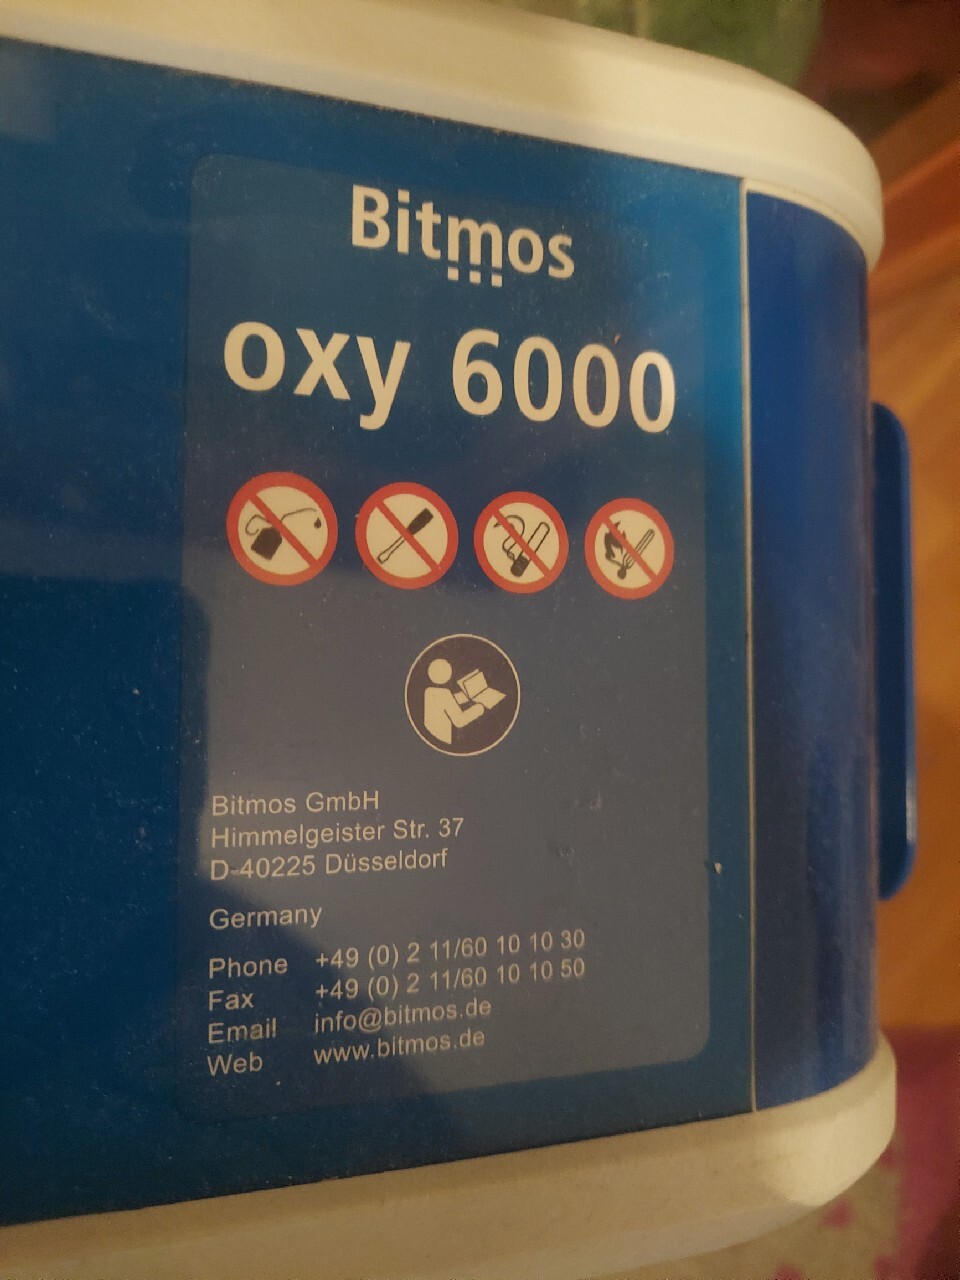 Bitmos
oxy 6000
Bitmos GmbH
Himmelgeister Str. 37
D-40225 Düsseldorf
Germany
Phone +49 (0) 2 11/60 10 10 30
Fax +49 (0) 2 11/60 10 10 50
Email info@bitmos.de
Web www.bitmos.de